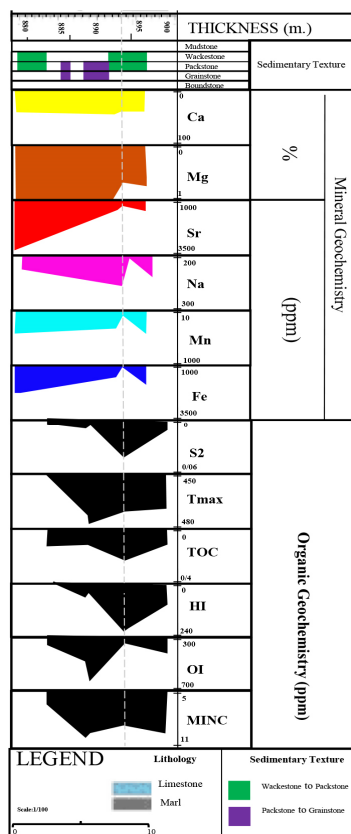 880
885
890
895
900
THICKNESS (m.)
Mudstone
Wackestone
Packstone
Grainstone
Boundstone
Sedimentary Texture
0
Ca
100
0
Mg
1
%
1000
Sr
3500
200
Na
300
10
Mn
1000
1000
Fe
3500
(ppm)
Mineral Geochemistry
0
S2
0/06
450
Tmax
480
0
TOC
0/4
0
HI
240
300
OI
700
5
MINC
11
Organic Geochemistry (ppm)
LEGEND
Lithology
Limestone
Marl
Scale:1/100
0
10
Sedimentary Texture
Wackestone to Packstone
Packstone to Grainstone